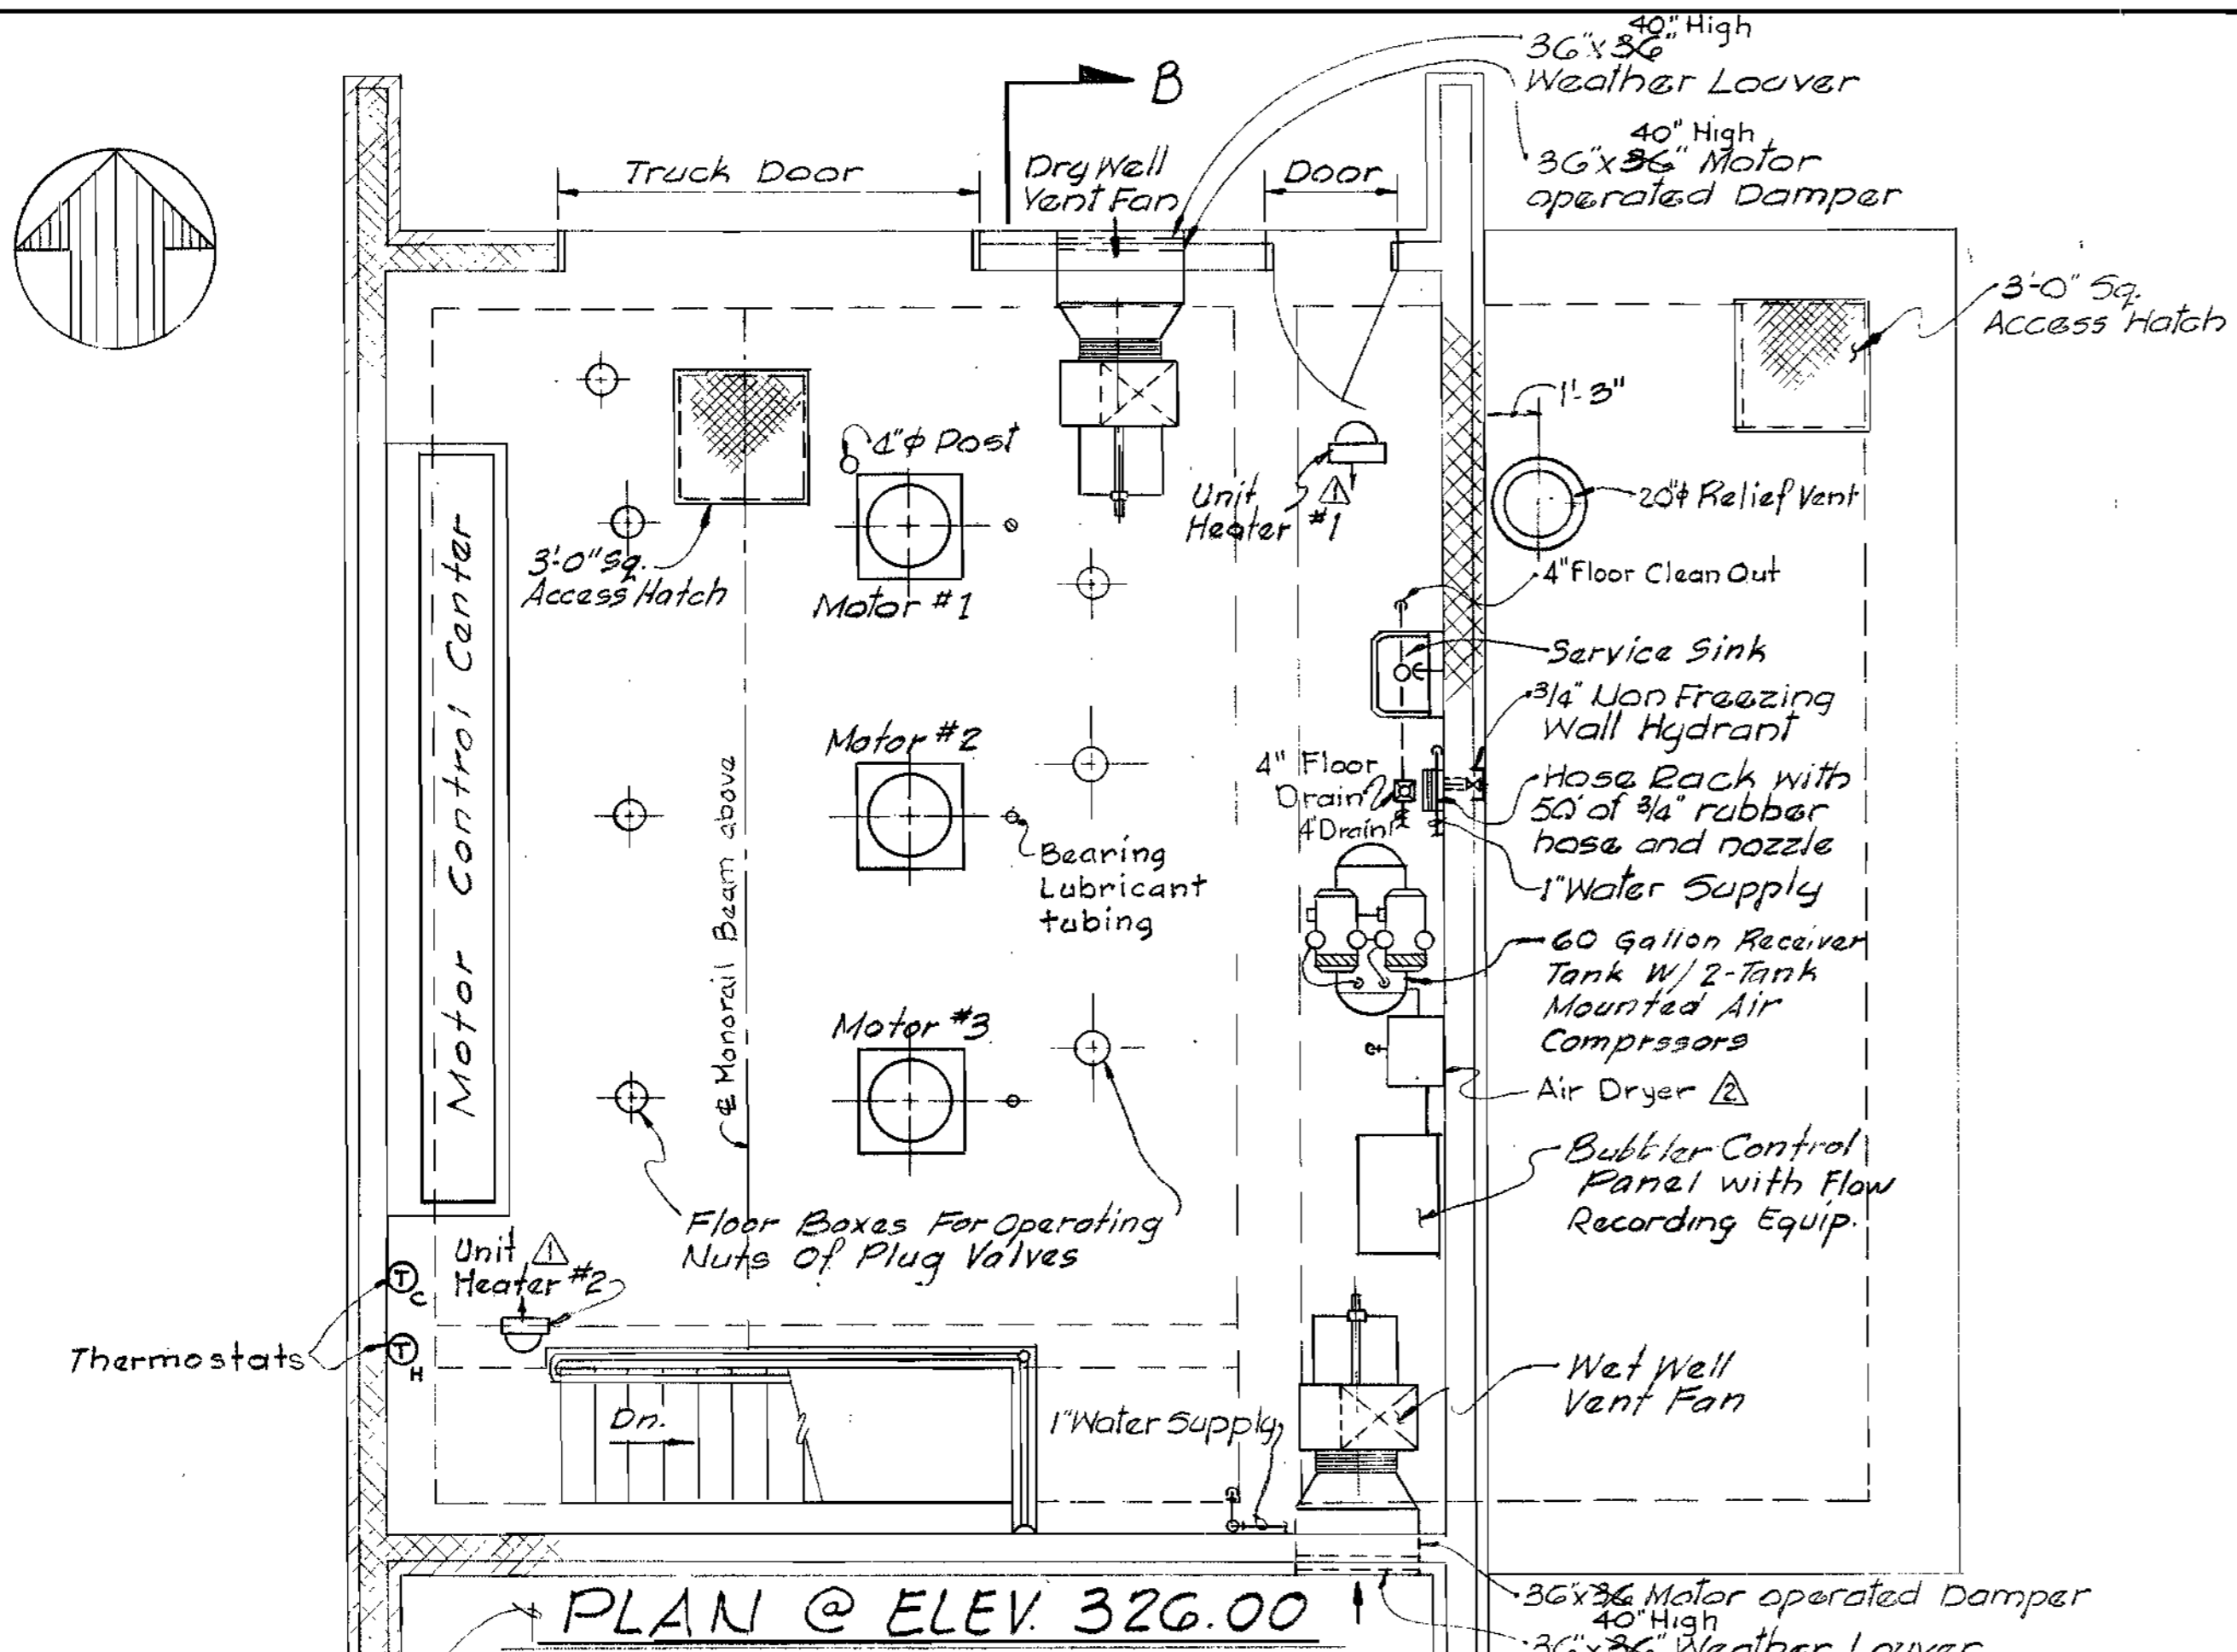 40" High
36"x36"
Weather Louver
40" High
36"x36" Motor
operated Damper
B
Truck Door
Dry Well
Vent Fan
Door
3'-0" Sq.
Access Hatch
1'-3"
4"φ Post
Unit
Heater #1
1
20"φ Relief Vent
3'-0" Sq.
Access Hatch
Motor #1
4" Floor Clean Out
Service Sink
3/4" Non Freezing
Wall Hydrant
Motor Control Center
Motor #2
4" Floor
Drain
4" Drain
Hose Rack with
50' of 3/4" rubber
hose and nozzle
1" Water Supply
℄ Monorail Beam above
Bearing
Lubricant
tubing
60 Gallon Receiver
Tank W/ 2-Tank
Mounted Air
Comprssors
Motor #3
Air Dryer 2
Bubbler Control
Panel with Flow
Recording Equip.
Floor Boxes For Operating
Nuts Of Plug Valves
Unit 1
Heater #2
T C
T H
Thermostats
Wet Well
Vent Fan
Dn.
1" Water Supply
PLAN @ ELEV. 326.00
36"x36 Motor operated Damper
40" High
36"x36" Weather Louver